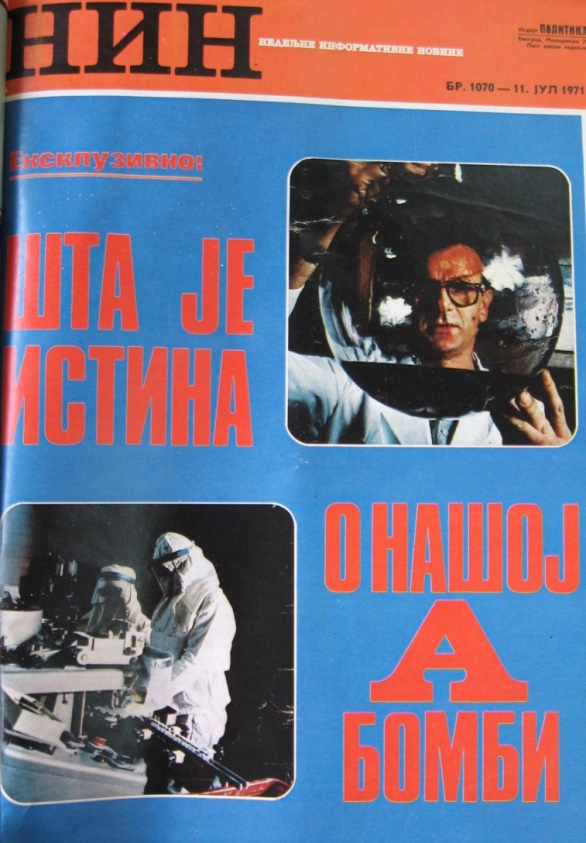 НИН
НЕДЕЉНЕ ИНФОРМАТИВНЕ НОВИНЕ
БР. 1070 — 11. ЈУЛ 1971
Ексклузивно:
ШТА ЈЕ
ИСТИНА
О НАШОЈ
А
БОМБИ